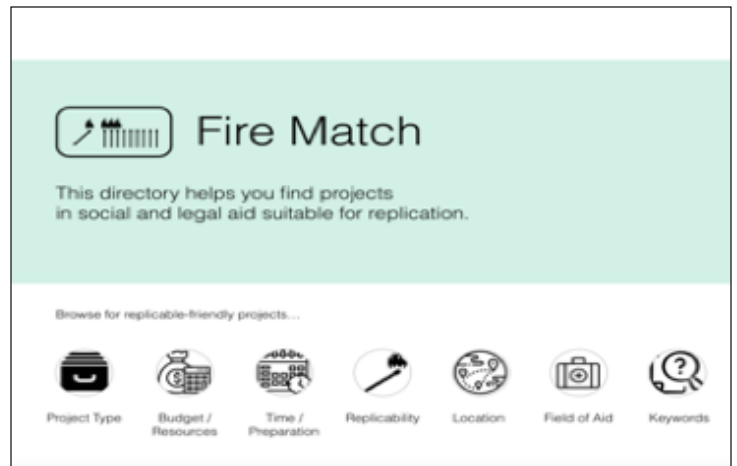 Fire Match
This directory helps you find projects
in social and legal aid suitable for replication.
Browse for replicable-friendly projects...
Project Type
Budget /
Resources
Time /
Preparation
Replicability
Location
Field of Aid
Keywords